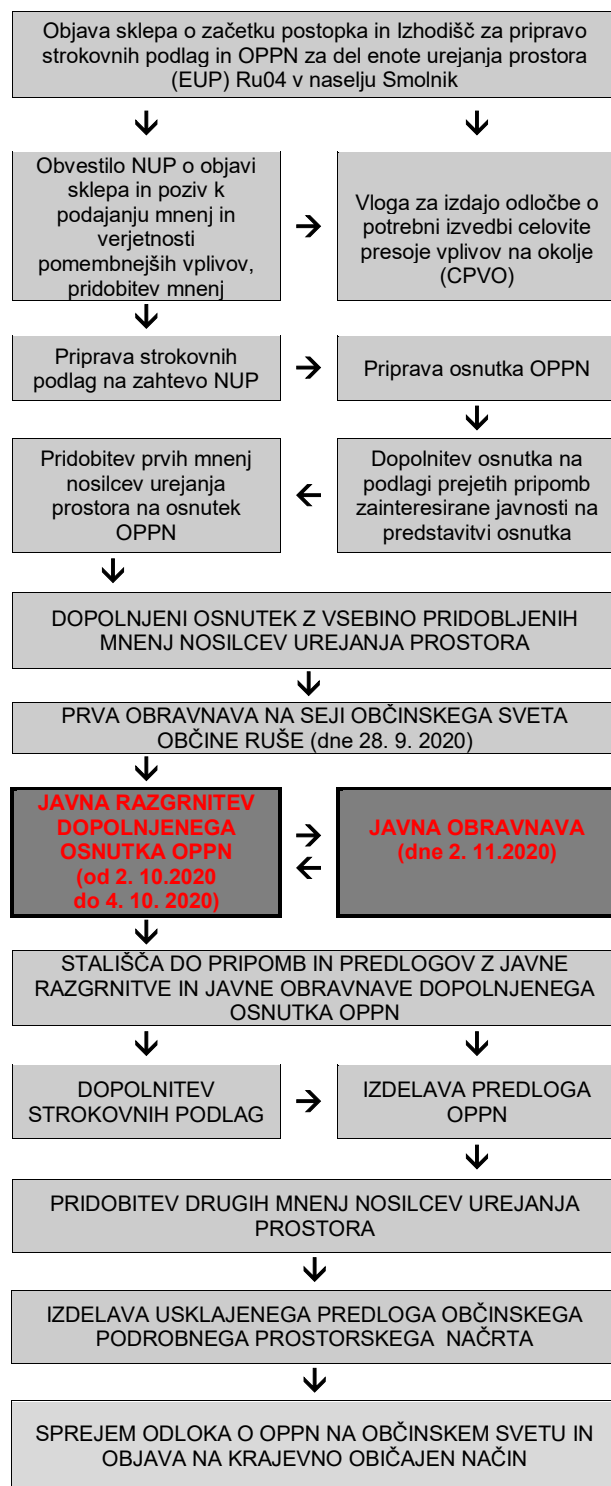 Objava sklepa o začetku postopka in Izhodišč za pripravo
strokovnih podlag in OPPN za del enote urejanja prostora
(EUP) Ru04 v naselju Smolnik
Obvestilo NUP o objavi
sklepa in poziv k
podajanju mnenj in
verjetnosti
pomembnejših vplivov,
pridobitev mnenj
Vloga za izdajo odločbe o
potrebni izvedbi celovite
presoje vplivov na okolje
(CPVO)
Priprava strokovnih
podlag na zahtevo NUP
Priprava osnutka OPPN
Pridobitev prvih mnenj
nosilcev urejanja
prostora na osnutek
OPPN
Dopolnitev osnutka na
podlagi prejetih pripomb
zainteresirane javnosti na
predstavitvi osnutka
DOPOLNJENI OSNUTEK Z VSEBINO PRIDOBLJENIH
MNENJ NOSILCEV UREJANJA PROSTORA
PRVA OBRAVNAVA NA SEJI OBČINSKEGA SVETA
OBČINE RUŠE (dne 28. 9. 2020)
JAVNA RAZGRNITEV
DOPOLNJENEGA
OSNUTKA OPPN
(od 2. 10.2020
do 4. 10. 2020)
JAVNA OBRAVNAVA
(dne 2. 11.2020)
STALIŠČA DO PRIPOMB IN PREDLOGOV Z JAVNE
RAZGRNITVE IN JAVNE OBRAVNAVE DOPOLNJENEGA
OSNUTKA OPPN
DOPOLNITEV
STROKOVNIH PODLAG
IZDELAVA PREDLOGA
OPPN
PRIDOBITEV DRUGIH MNENJ NOSILCEV UREJANJA
PROSTORA
IZDELAVA USKLAJENEGA PREDLOGA OBČINSKEGA
PODROBNEGA PROSTORSKEGA NAČRTA
SPREJEM ODLOKA O OPPN NA OBČINSKEM SVETU IN
OBJAVA NA KRAJEVNO OBIČAJEN NAČIN